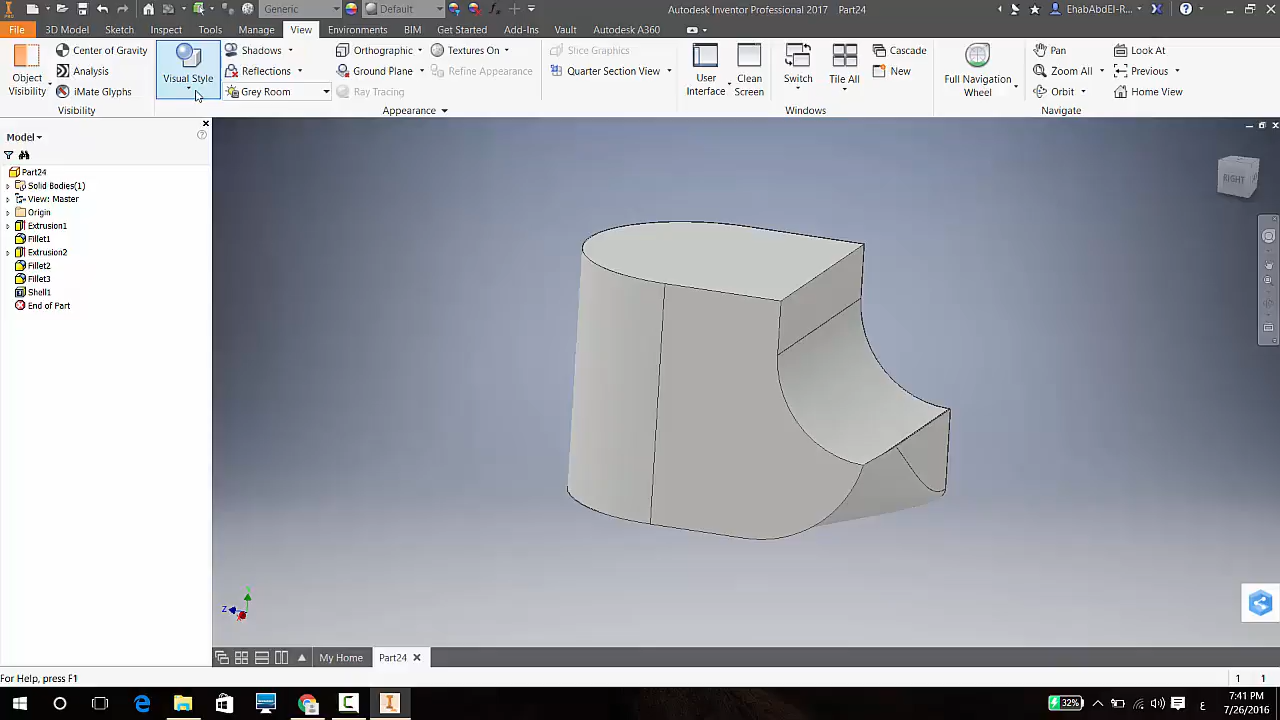 PRO
Generic
Default
Autodesk Inventor Professional 2017 Part24
EhabAbdEl-R...
File
3D Model
Sketch
Inspect
Tools
Manage
View
Environments
BIM
Get Started
Add-Ins
Vault
Autodesk A360
Object Visibility
Center of Gravity
Analysis
iMate Glyphs
Visibility
Visual Style
Shadows
Reflections
Grey Room
Orthographic
Ground Plane
Ray Tracing
Textures On
Refine Appearance
Appearance
Slice Graphics
Quarter Section View
User Interface
Clean Screen
Switch
Tile All
Cascade
New
Windows
Full Navigation Wheel
Pan
Zoom All
Orbit
Look At
Previous
Home View
Navigate
Model
Part24
Solid Bodies(1)
View: Master
Origin
Extrusion1
Fillet1
Extrusion2
Fillet2
Fillet3
Shell1
End of Part
RIGHT
Z
My Home
Part24
For Help, press F1
1 1
32%
ع
7:41 PM
7/26/2016